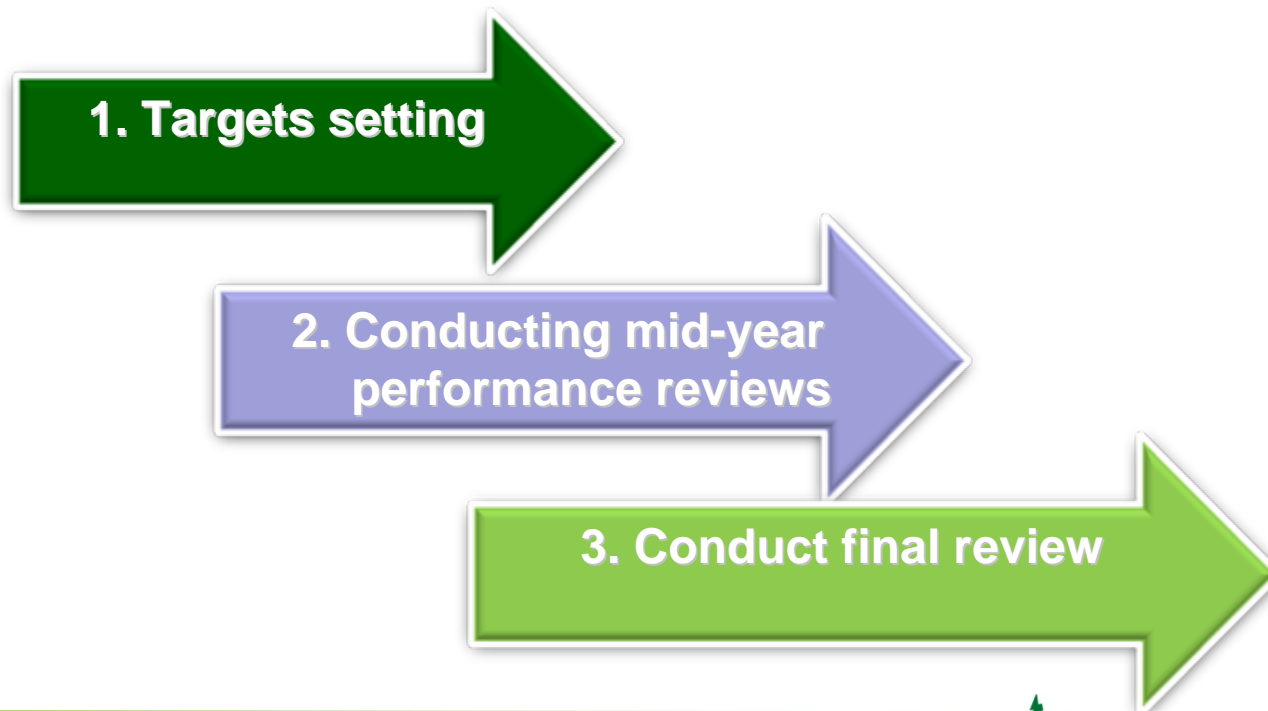 1. Targets setting
2. Conducting mid-year
performance reviews
3. Conduct final review